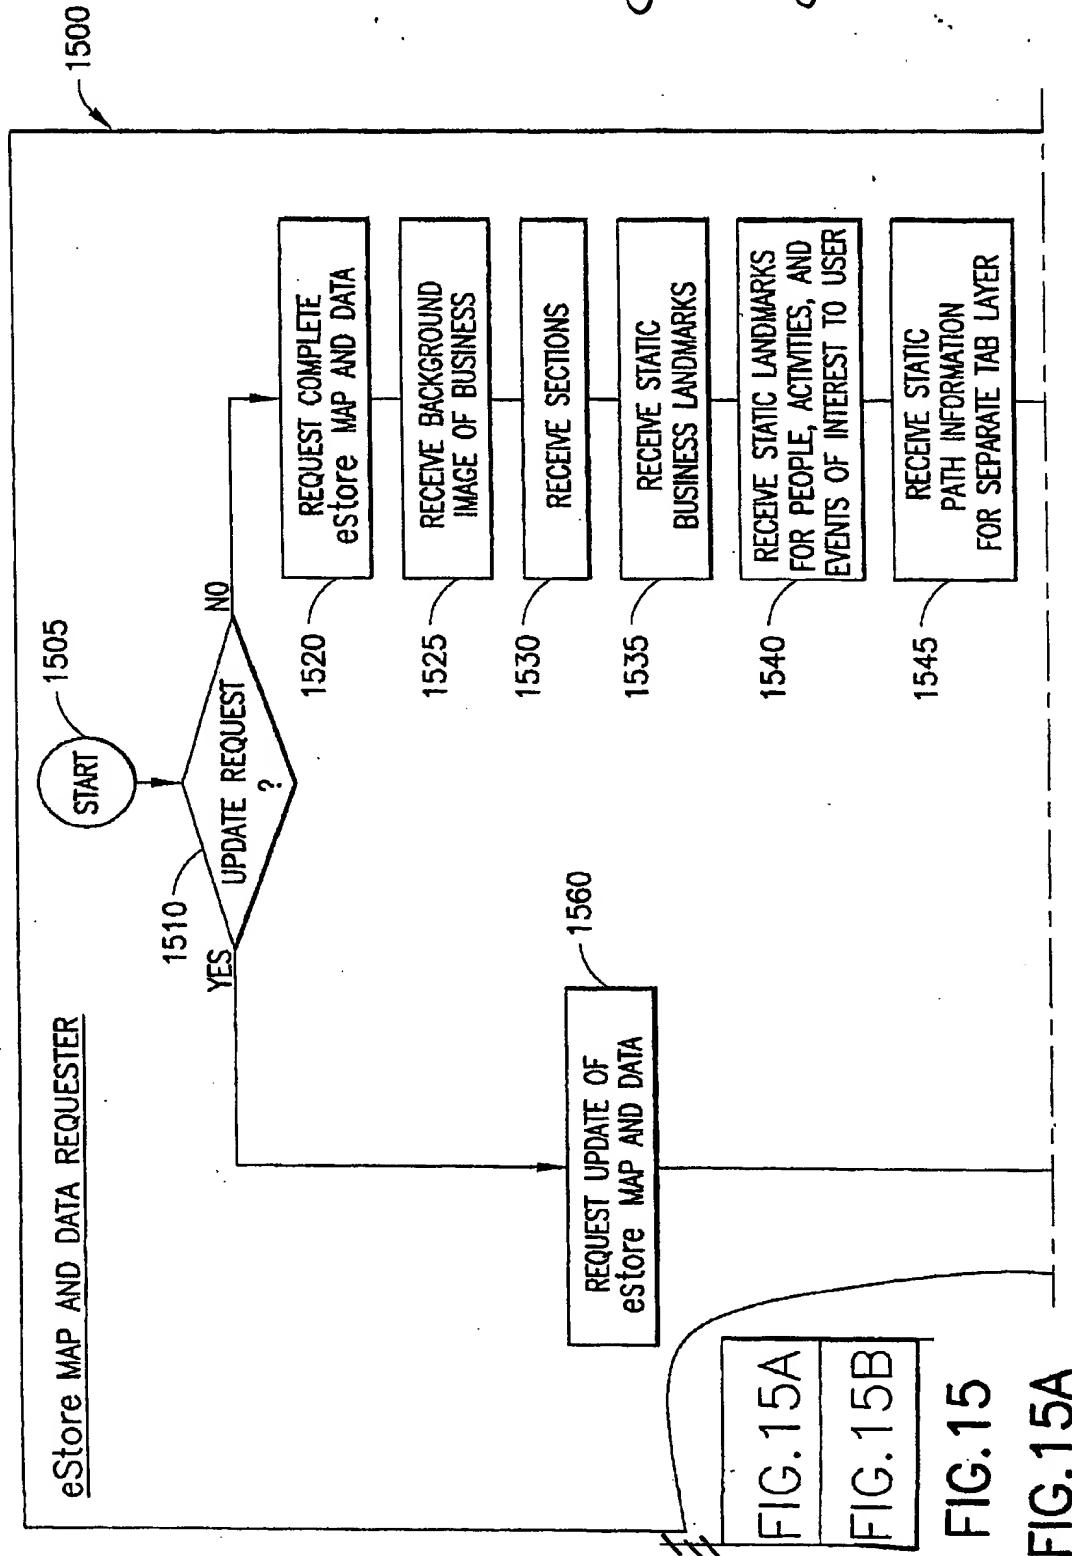 eStore MAP AND DATA REQUESTER
1500
START
1505
1510
UPDATE REQUEST
?
YES
NO
1560
REQUEST UPDATE OF
eStore MAP AND DATA
1520
REQUEST COMPLETE
eStore MAP AND DATA
1525
RECEIVE BACKGROUND
IMAGE OF BUSINESS
1530
RECEIVE SECTIONS
1535
RECEIVE STATIC
BUSINESS LANDMARKS
1540
RECEIVE STATIC LANDMARKS
FOR PEOPLE, ACTIVITIES, AND
EVENTS OF INTEREST TO USER
1545
RECEIVE STATIC
PATH INFORMATION
FOR SEPARATE TAB LAYER
FIG.15A
FIG.15B
FIG.15
FIG.15A